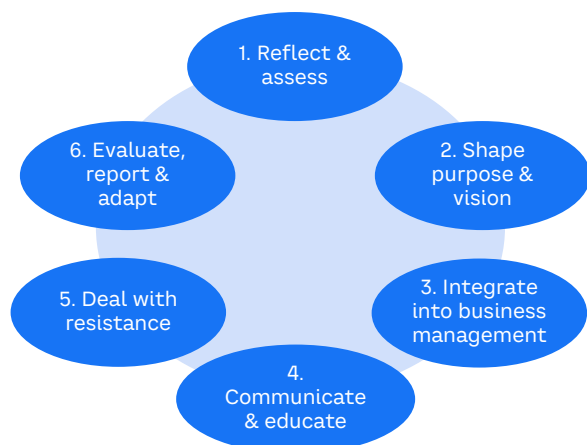 1. Reflect &
assess
2. Shape
purpose &
vision
3. Integrate
into business
management
4.
Communicate
& educate
5. Deal with
resistance
6. Evaluate,
report &
adapt